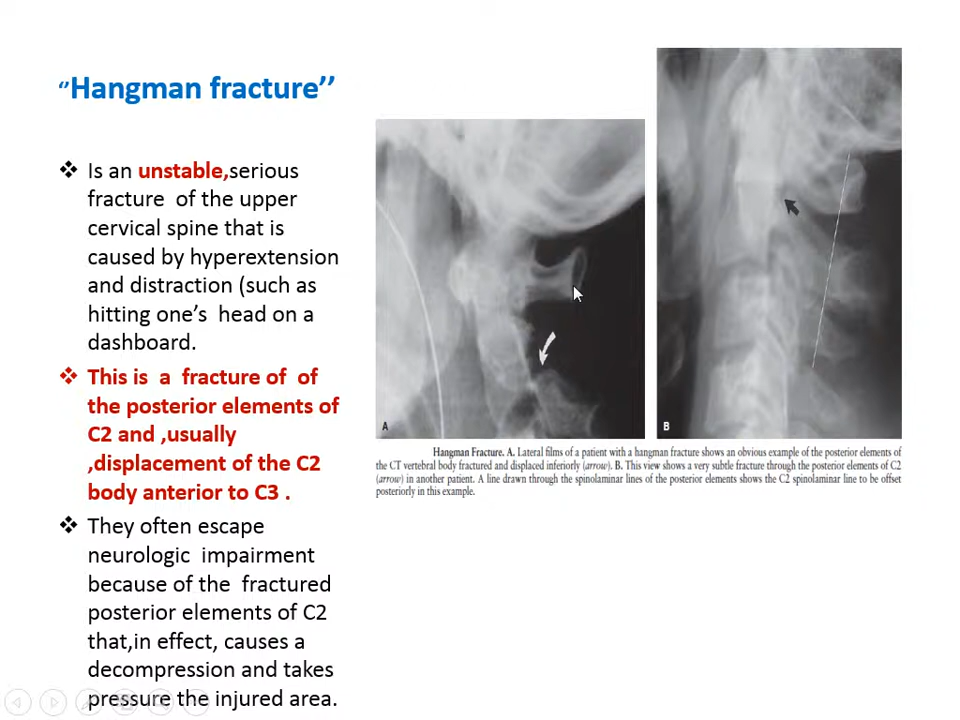 ‘’Hangman fracture’’
Is an unstable,serious
fracture of the upper
cervical spine that is
caused by hyperextension
and distraction (such as
hitting one’s head on a
dashboard.
This is a fracture of of
the posterior elements of
C2 and ,usually
,displacement of the C2
body anterior to C3 .
They often escape
neurologic impairment
because of the fractured
posterior elements of C2
that,in effect, causes a
decompression and takes
pressure the injured area.
A
B
Hangman Fracture. A. Lateral films of a patient with a hangman fracture shows an obvious example of the posterior elements of
the CT vertebral body fractured and displaced inferiorly (arrow). B. This view shows a very subtle fracture through the posterior elements of C2
(arrow) in another patient. A line drawn through the spinolaminar lines of the posterior elements shows the C2 spinolaminar line to be offset
posteriorly in this example.